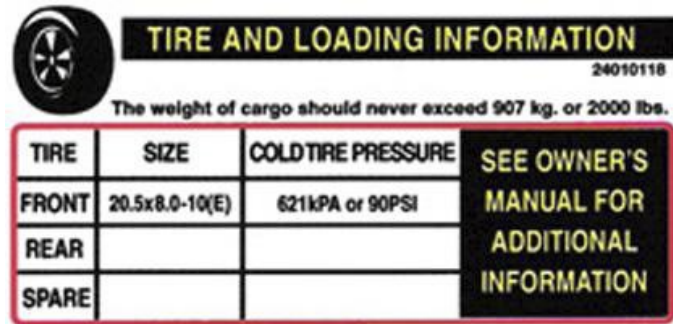 TIRE AND LOADING INFORMATION
24010118
The weight of cargo should never exceed 907 kg. or 2000 lbs.
TIRE SIZE COLD TIRE PRESSURE
FRONT 20.5x8.0-10(E) 621kPA or 90PSI
REAR
SPARE
SEE OWNER'S
MANUAL FOR
ADDITIONAL
INFORMATION